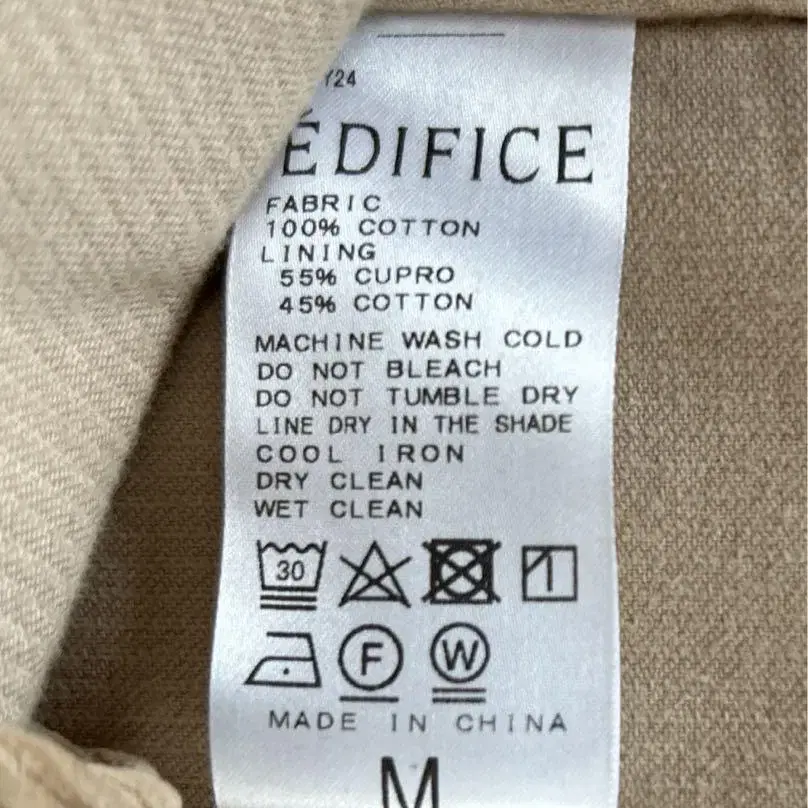 Y24
ÉDIFICE
FABRIC
100% COTTON
LINING
55% CUPRO
45% COTTON
MACHINE WASH COLD
DO NOT BLEACH
DO NOT TUMBLE DRY
LINE DRY IN THE SHADE
COOL IRON
DRY CLEAN
WET CLEAN
30
F W
MADE IN CHINA
M